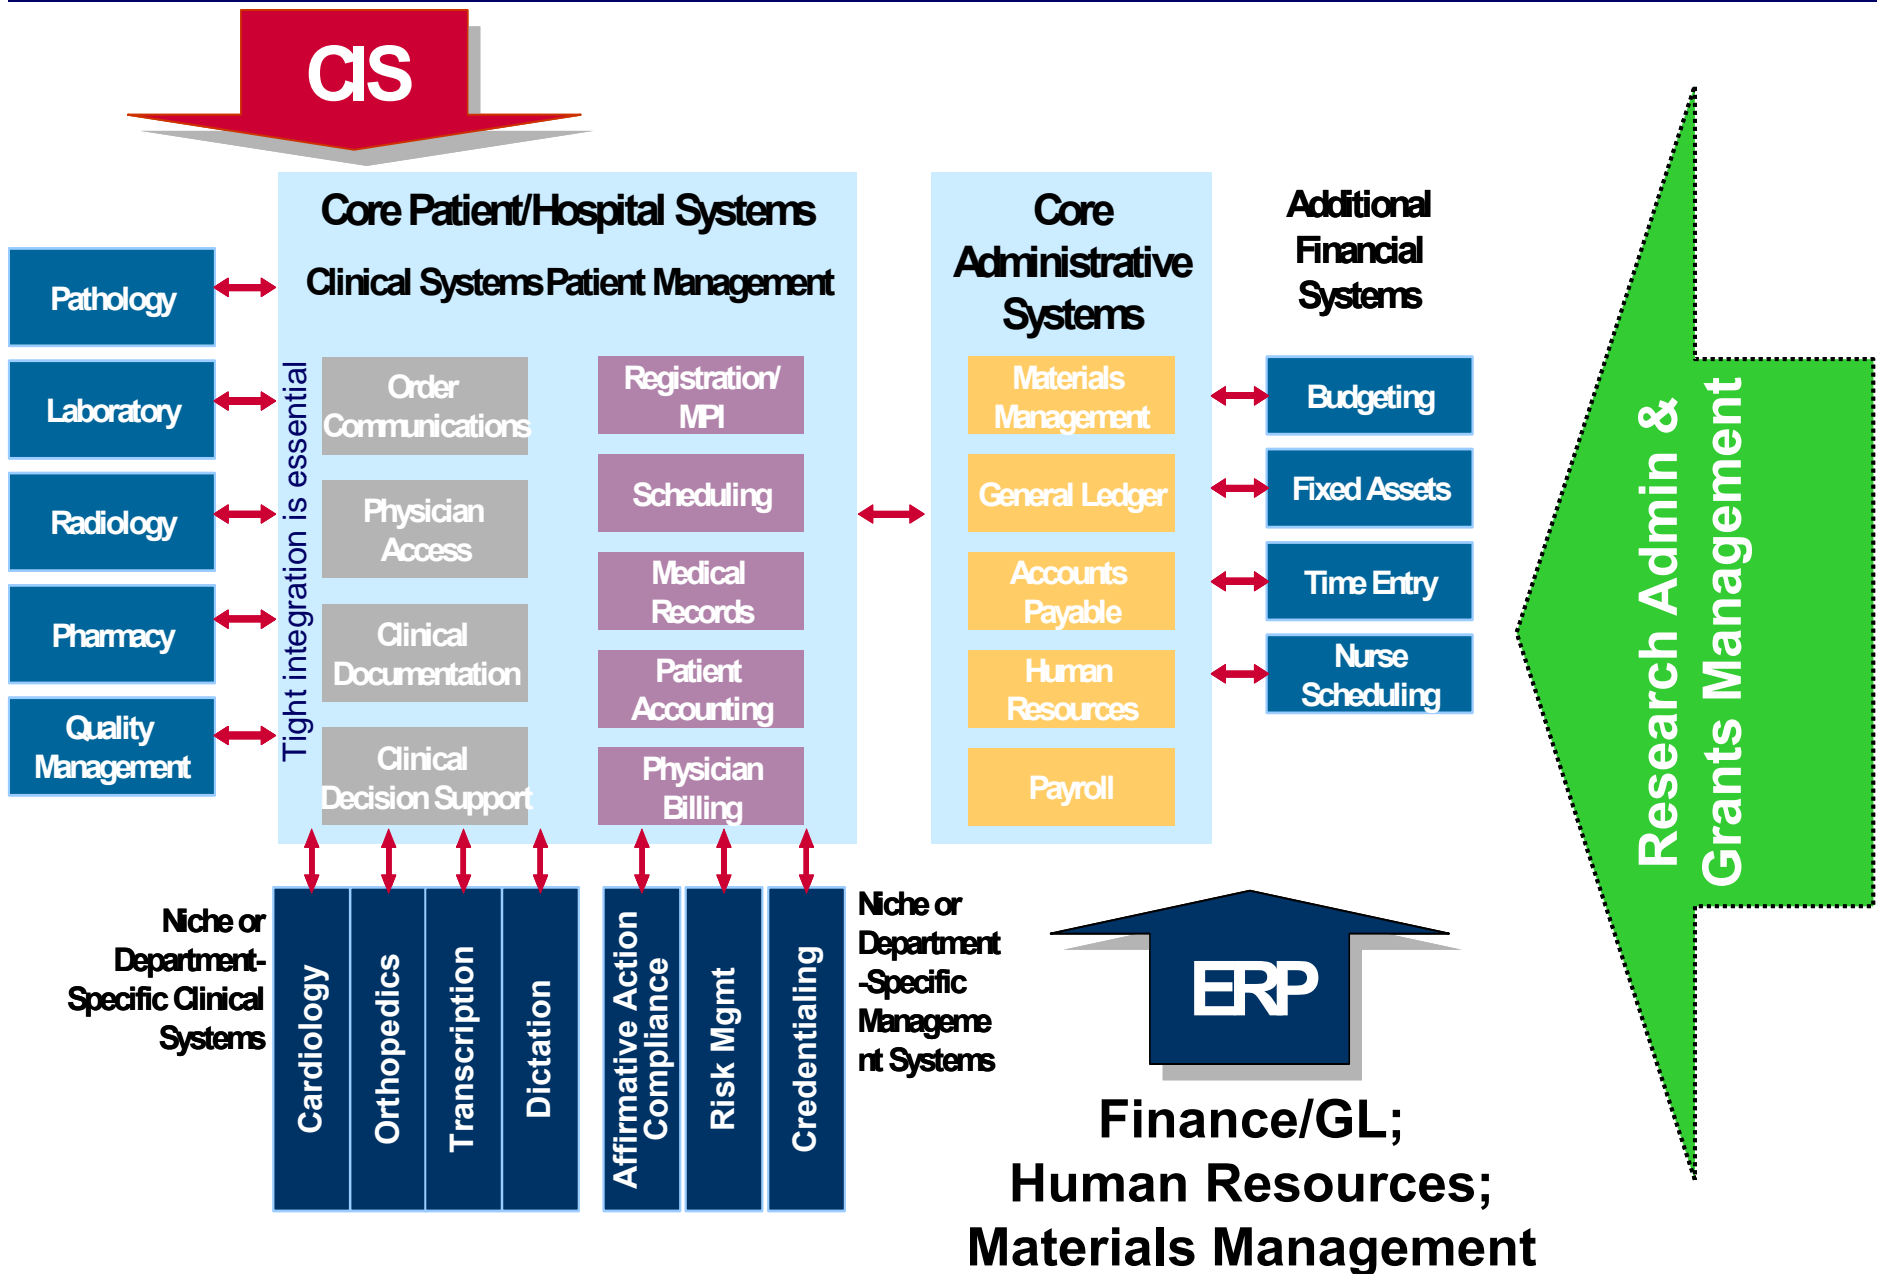 CIS
Core Patient/Hospital Systems
Clinical Systems Patient Management
Pathology
Laboratory
Radiology
Pharmacy
Quality
Management
Tight integration is essential
Order
Communications
Physician
Access
Clinical
Documentation
Clinical
Decision Support
Registration/
MPI
Scheduling
Medical
Records
Patient
Accounting
Physician
Billing
Core
Administrative
Systems
Materials
Management
General Ledger
Accounts
Payable
Human
Resources
Payroll
Additional
Financial
Systems
Budgeting
Fixed Assets
Time Entry
Nurse
Scheduling
Research Admin &
Grants Management
Niche or
Department-
Specific Clinical
Systems
Cardiology
Orthopedics
Transcription
Dictation
Affirmative Action
Compliance
Risk Mgmt
Credentialing
Niche or
Department
-Specific
Manageme
nt Systems
ERP
Finance/GL;
Human Resources;
Materials Management